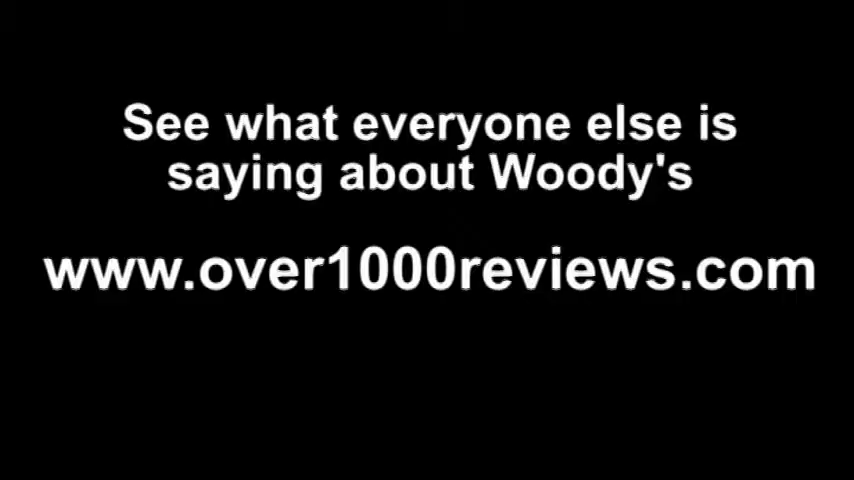 See what everyone else is
saying about Woody's
www.over1000reviews.com